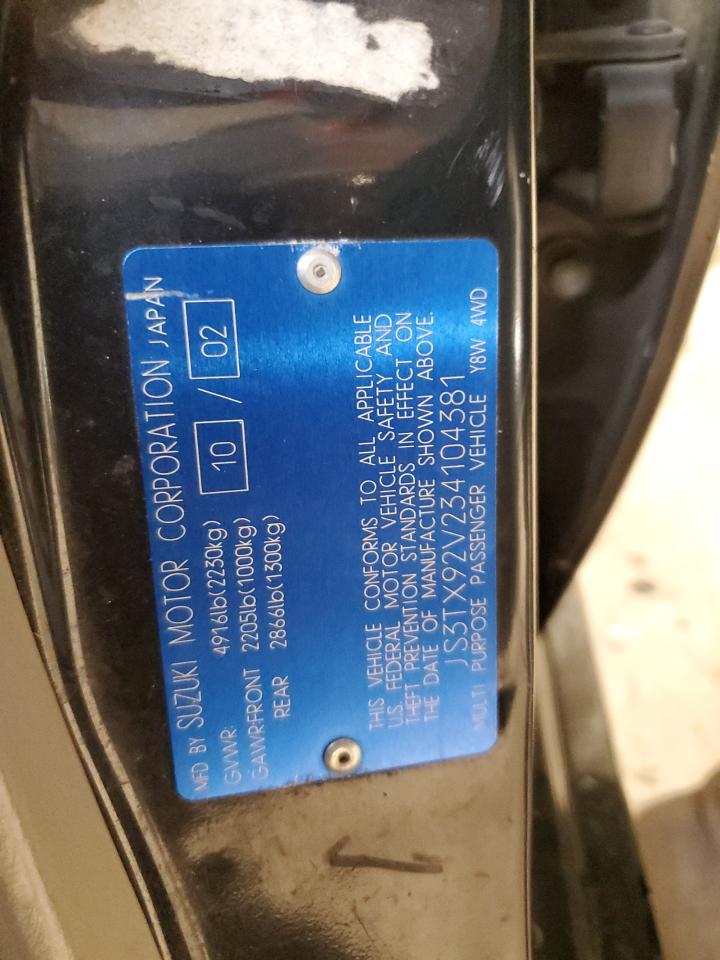 MFD BY SUZUKI MOTOR CORPORATION JAPAN
GVWR: 4916lb(2230kg) 10 / 02
GAWR:FRONT 2205lb(1000kg)
REAR 2866lb(1300kg)
THIS VEHICLE CONFORMS TO ALL APPLICABLE
U.S. FEDERAL MOTOR VEHICLE SAFETY AND
THEFT PREVENTION STANDARDS IN EFFECT ON
THE DATE OF MANUFACTURE SHOWN ABOVE.
JS3TX92V234104381
MULTI PURPOSE PASSENGER VEHICLE Y8W 4WD